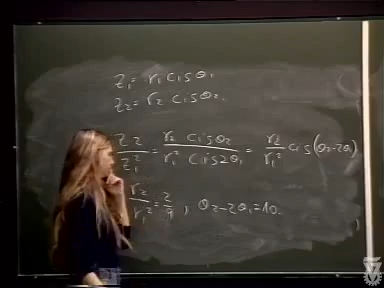 z₁ = r₁ cis θ₁
z₂ = r₂ cis θ₂.
z₂/z₁² = r₂ cis θ₂ / r₁² cis 2θ₁ = r₂/r₁² cis (θ₂-2θ₁)
r₂/r₁² = 2/9 , θ₂-2θ₁=10.